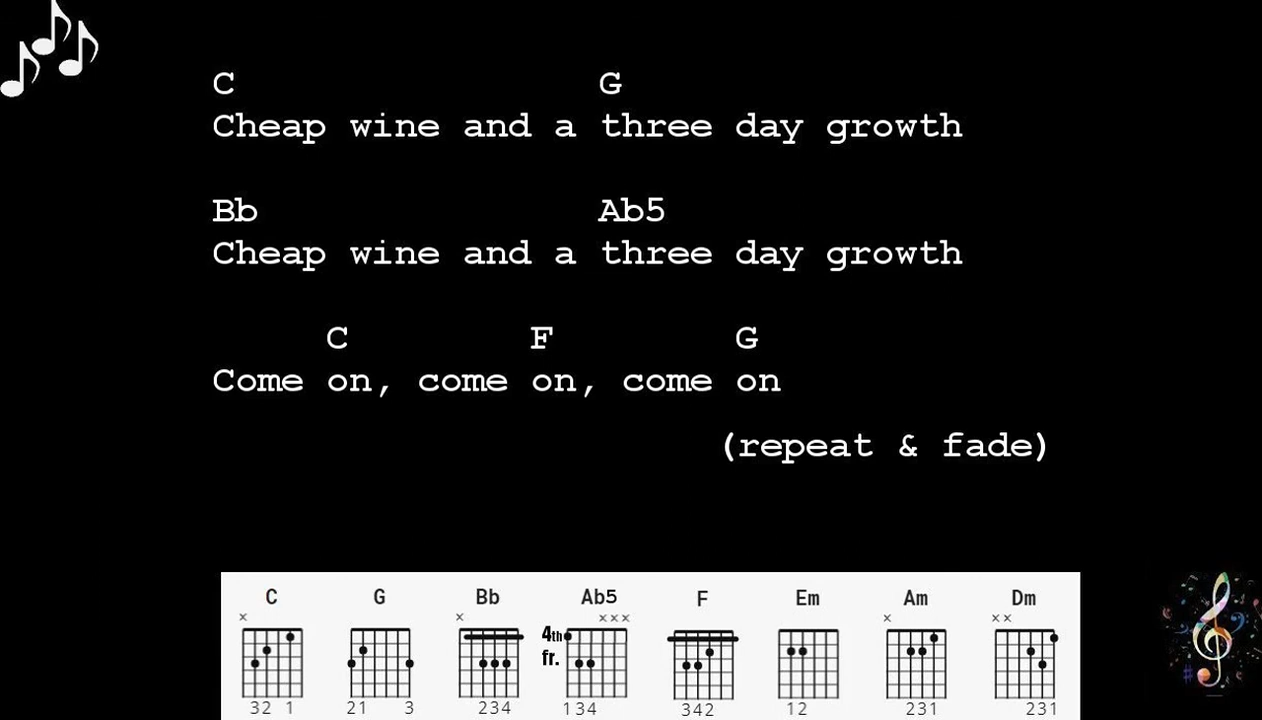 C G
Cheap wine and a three day growth
Bb Ab5
Cheap wine and a three day growth
C F G
Come on, come on, come on
(repeat & fade)
C G Bb Ab5 F Em Am Dm
x x xxx x xx
4th
fr.
32 1 21 3 234 134 342 12 231 231